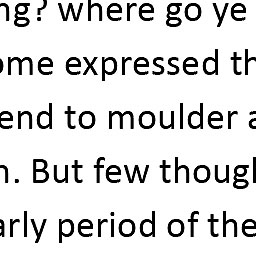 ng? where go ye
ome expressed th
end to moulder a
n. But few though
arly period of the